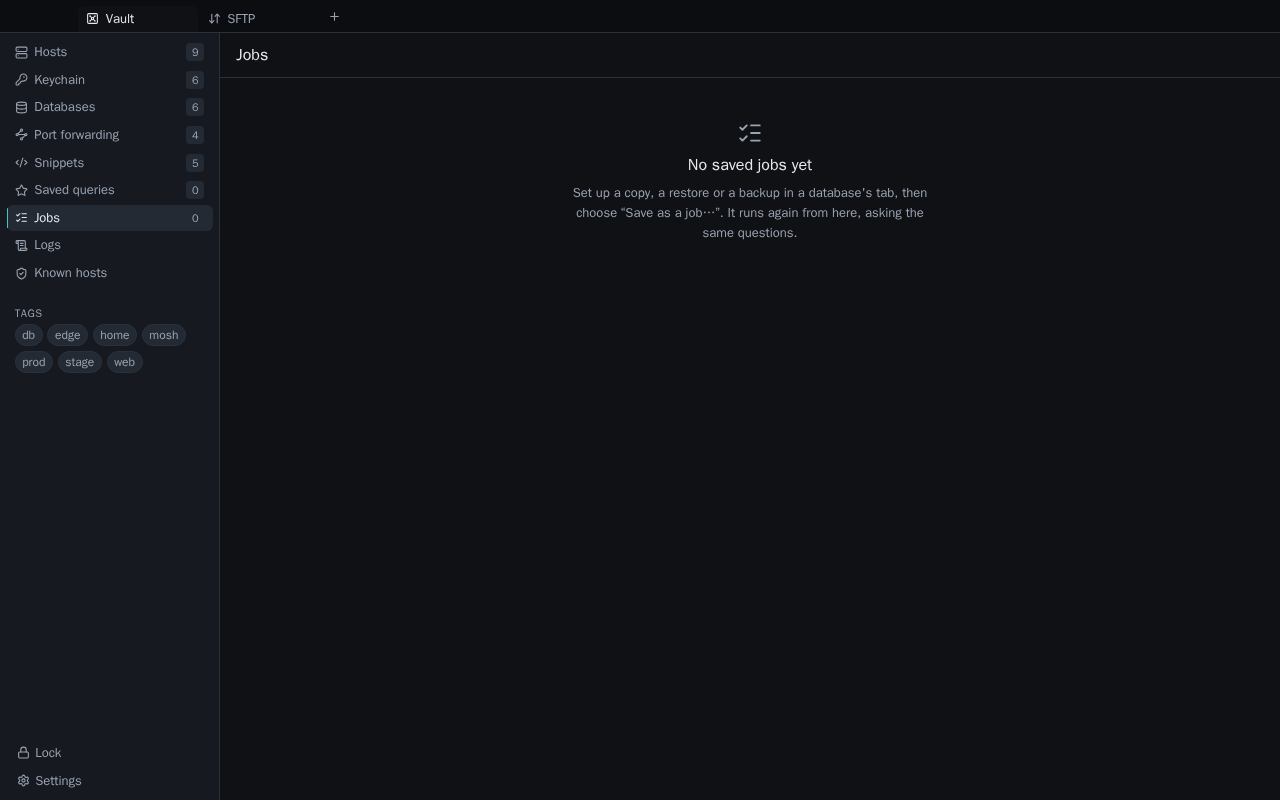 Vault
SFTP
Hosts 9
Keychain 6
Databases 6
Port forwarding 4
Snippets 5
Saved queries 0
Jobs 0
Logs
Known hosts
TAGS
db edge home mosh
prod stage web
Lock
Settings
Jobs
No saved jobs yet
Set up a copy, a restore or a backup in a database's tab, then
choose “Save as a job…”. It runs again from here, asking the
same questions.